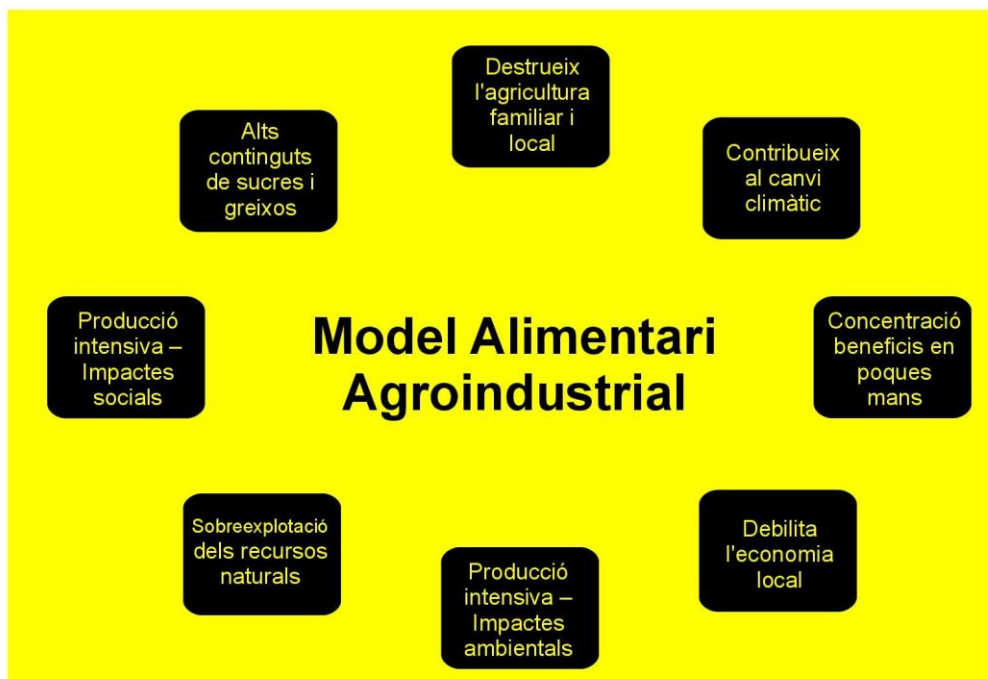 Destrueix
l'agricultura
familiar i
local
Alts
continguts
de sucres i
greixos
Contribueix
al canvi
climàtic
Producció
intensiva –
Impactes
socials
Model Alimentari
Agroindustrial
Concentració
beneficis en
poques
mans
Sobreexplotació
dels recursos
naturals
Producció
intensiva –
Impactes
ambientals
Debilita
l'economia
local